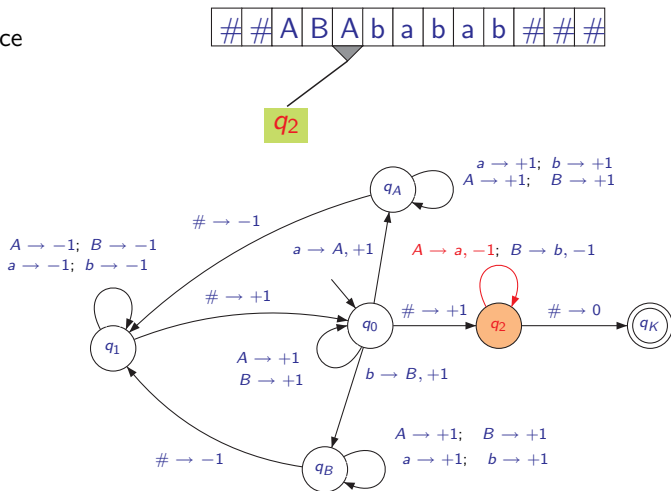 ce
# # A B A b a b a b # # #
q2
qA
a → +1; b → +1
A → +1; B → +1
# → −1
A → −1; B → −1
a → −1; b → −1
a → A, +1
A → a, −1; B → b, −1
# → +1
q1
q0
# → +1
q2
# → 0
qK
A → +1
B → +1
b → B, +1
A → +1; B → +1
a → +1; b → +1
# → −1
qB